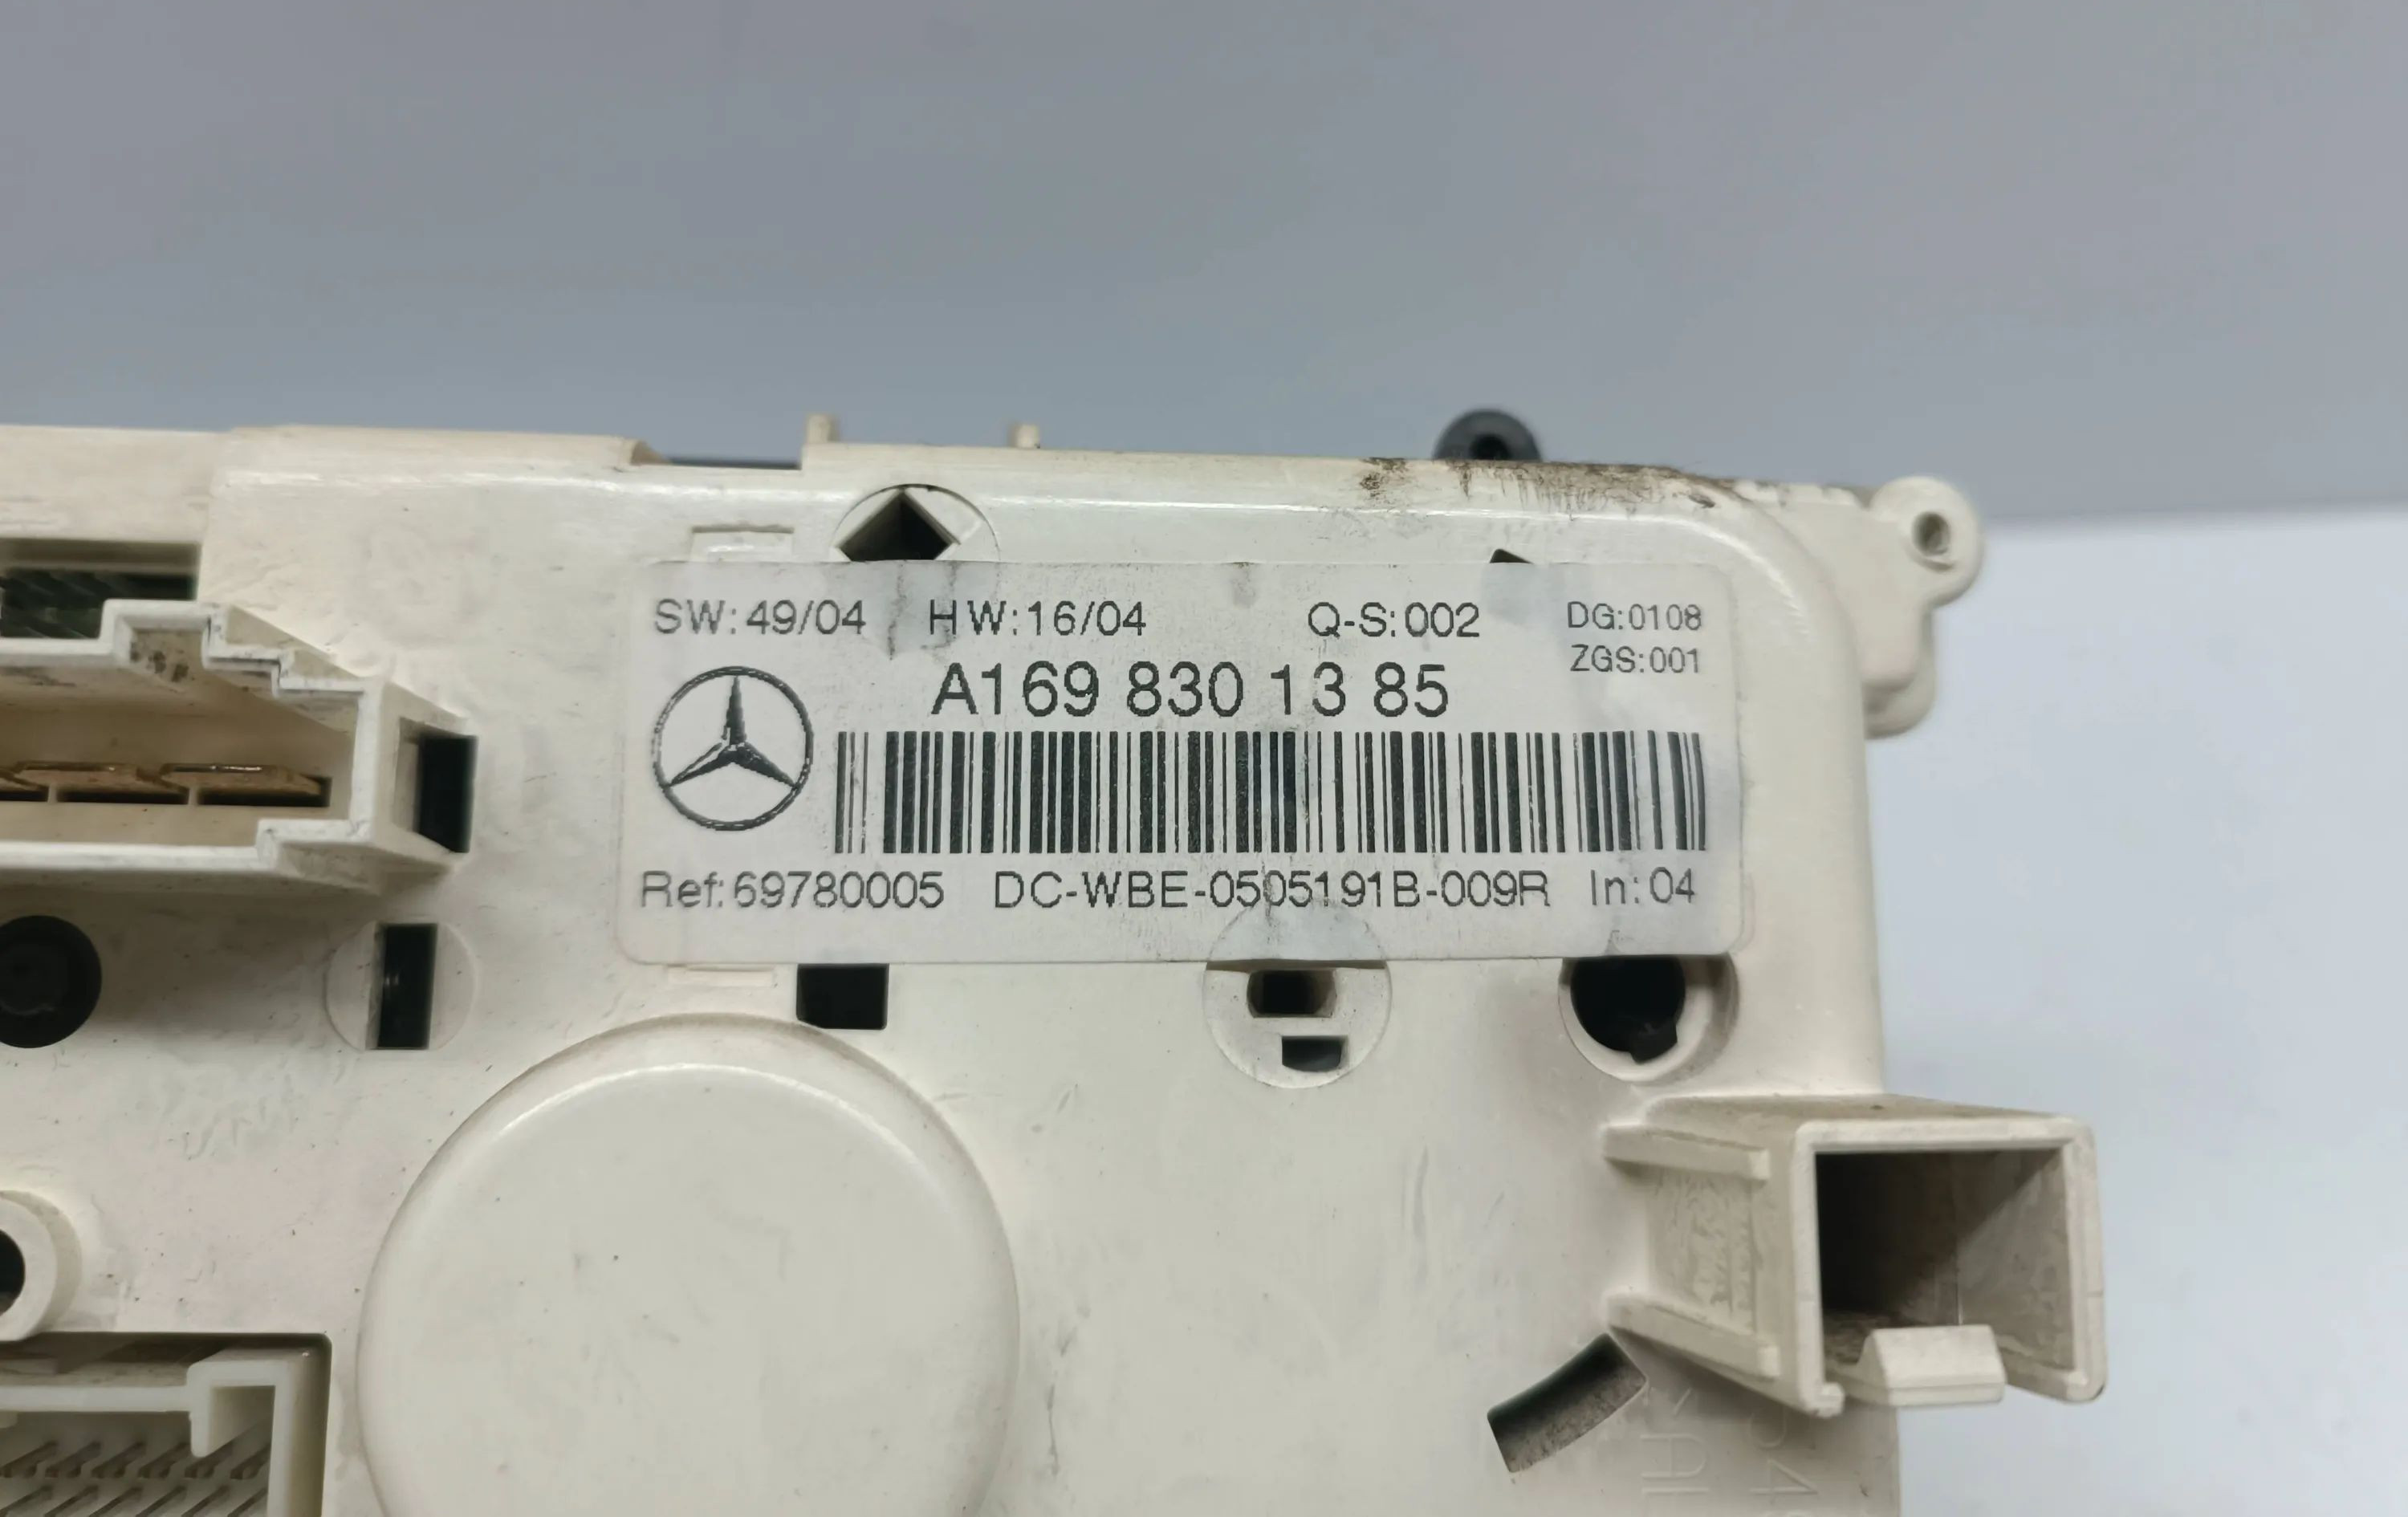 SW:49/04 HW:16/04 Q-S:002 DG:0108
ZGS:001
A169 830 13 85
Ref:69780005 DC-WBE-0505191B-009R In:04